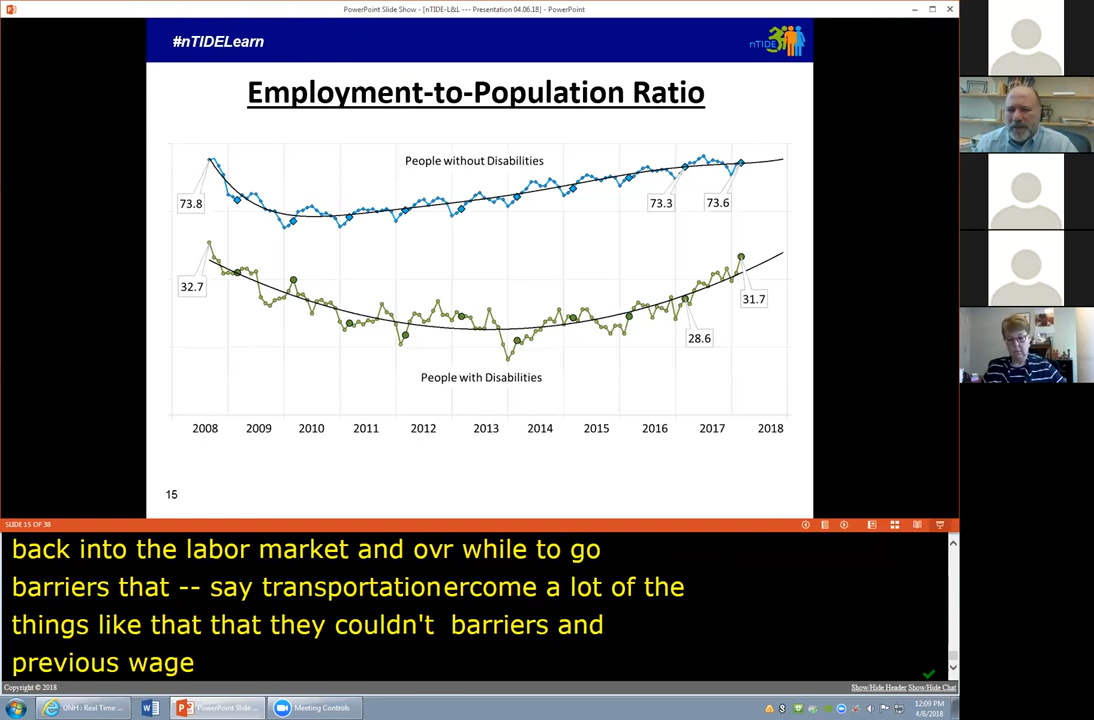 PowerPoint Slide Show - [nTIDE-L&L --- Presentation 04.06.18] - PowerPoint
#nTIDELearn
nTIDE
Employment-to-Population Ratio
People without Disabilities
73.8
73.3
73.6
32.7
31.7
28.6
People with Disabilities
2008 2009 2010 2011 2012 2013 2014 2015 2016 2017 2018
15
SLIDE 15 OF 38
back into the labor market and ovr while to go
barriers that -- say transportationercome a lot of the
things like that that they couldn't barriers and
previous wage
Copyright © 2018
Show/Hide Header Show/Hide Chat
UNH : Real Time ...
PowerPoint Slide ...
Meeting Controls
12:09 PM
4/6/2018